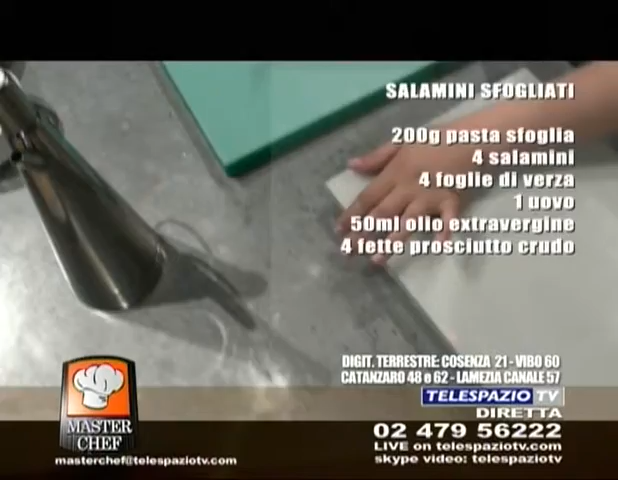 SALAMINI SFOGLIATI
200g pasta sfoglia
4 salamini
4 foglie di verza
1 uovo
50ml olio extravergine
4 fette prosciutto crudo
DIGIT. TERRESTRE: COSENZA 21 - VIBO 60
CATANZARO 48 e 62 - LAMEZIA CANALE 57
TELESPAZIO TV
DIRETTA
02 479 56222
LIVE on telespaziotv.com
skype video: telespaziotv
MASTER
CHEF
masterchef@telespaziotv.com